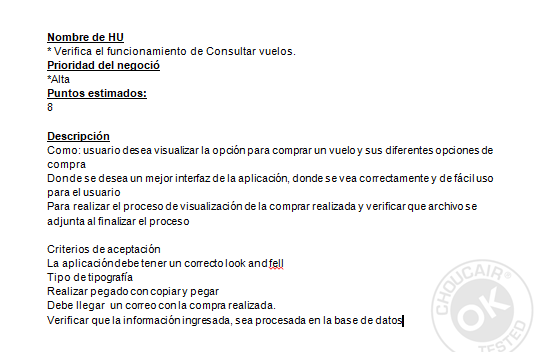 Nombre de HU
* Verifica el funcionamiento de Consultar vuelos.
Prioridad del negoció
*Alta
Puntos estimados:
8
Descripción
Como: usuario desea visualizar la opción para comprar un vuelo y sus diferentes opciones de
compra
Donde se desea un mejor interfaz de la aplicación, donde se vea correctamente y de fácil uso
para el usuario
Para realizar el proceso de visualización de la comprar realizada y verificar que archivo se
adjunta al finalizar el proceso
Criterios de aceptación
La aplicación debe tener un correcto look and fell
Tipo de tipografía
Realizar pegado con copiar y pegar
Debe llegar un correo con la compra realizada.
Verificar que la información ingresada, sea procesada en la base de datos
CHOUCAIR
OK
TESTED